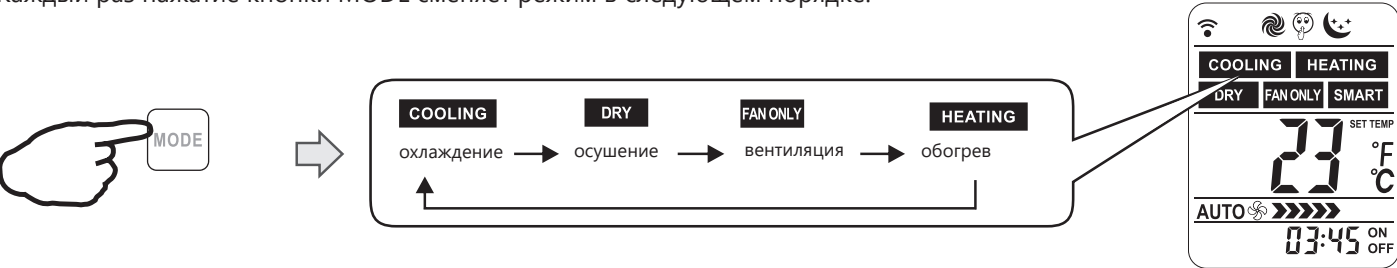 Каждый раз нажатие кнопки MODE сменяет режим в следующем порядке:
MODE
COOLING DRY FAN ONLY HEATING
охлаждение осушение вентиляция обогрев
COOLING HEATING
DRY FAN ONLY SMART
23 SET TEMP
°F
°C
AUTO
03:45 ON
OFF